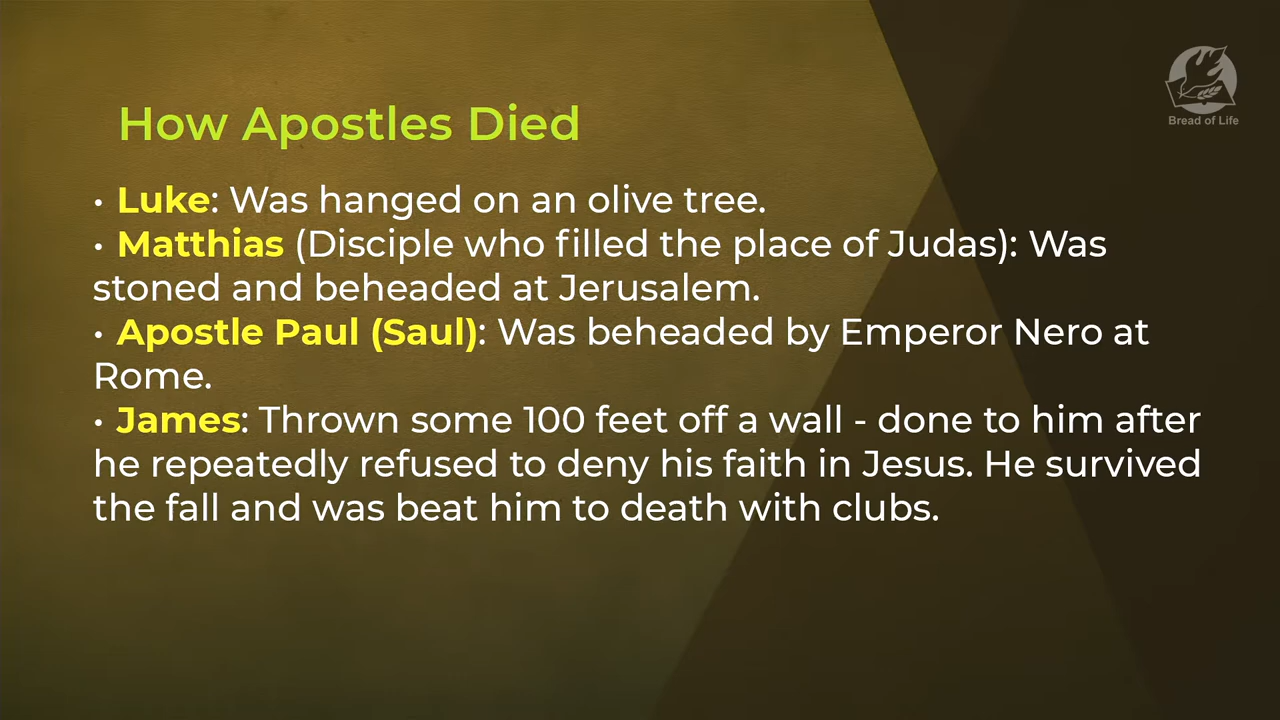 Bread of Life
How Apostles Died
• Luke: Was hanged on an olive tree.
• Matthias (Disciple who filled the place of Judas): Was
stoned and beheaded at Jerusalem.
• Apostle Paul (Saul): Was beheaded by Emperor Nero at
Rome.
• James: Thrown some 100 feet off a wall - done to him after
he repeatedly refused to deny his faith in Jesus. He survived
the fall and was beat him to death with clubs.